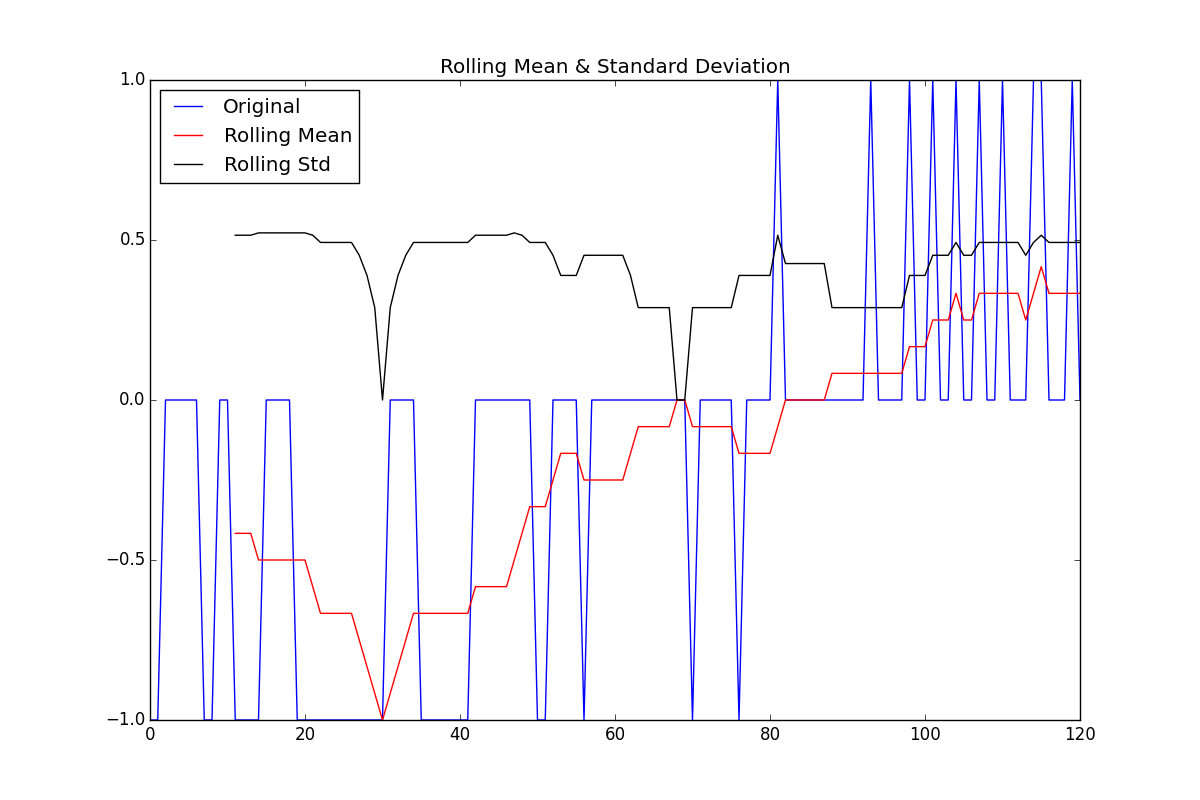 Rolling Mean & Standard Deviation
1.0
Original
Rolling Mean
Rolling Std
0.5
0.0
−0.5
−1.0
0 20 40 60 80 100 120